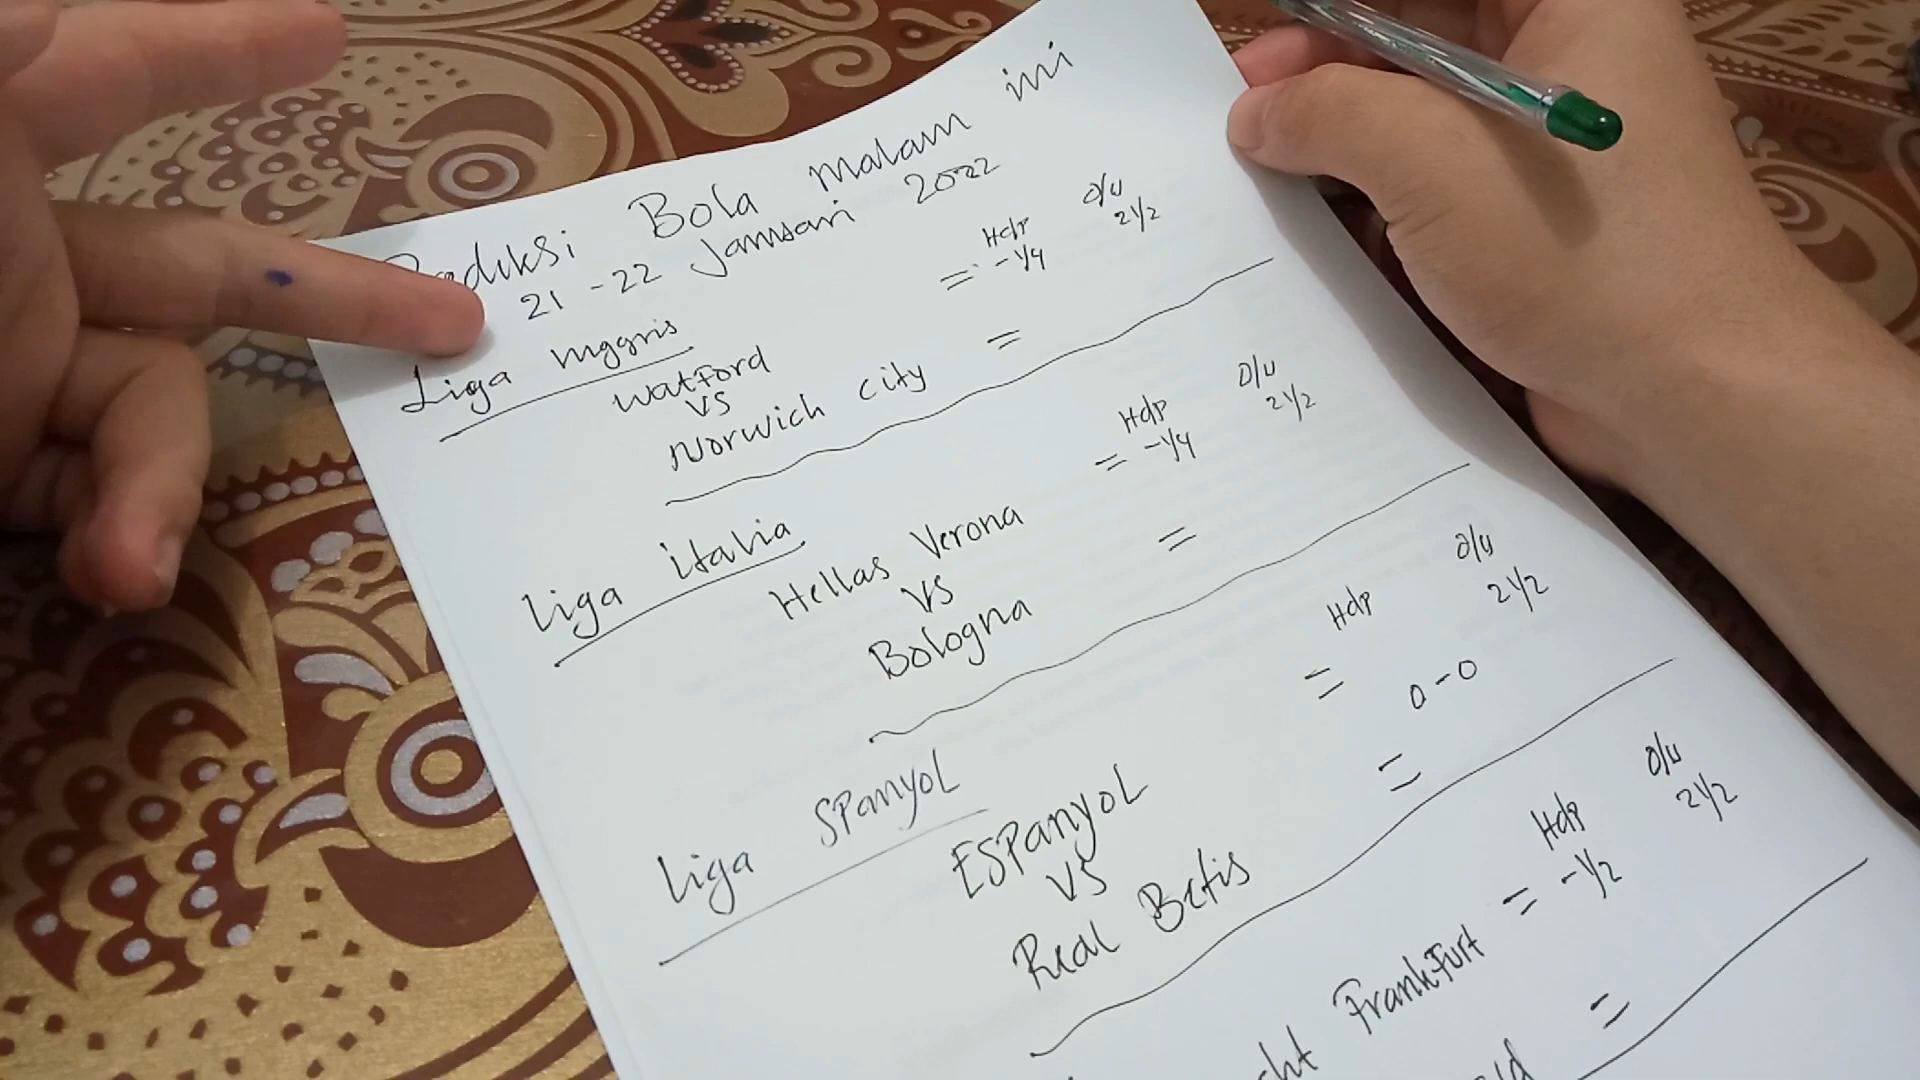 Prediksi Bola malam ini
21 - 22 Januari 2022
Liga inggris
Hdp O/U
watford = -1/4 2 1/2
VS
Norwich city =
Liga italia
Hdp O/U
Hellas Verona = -1/4 2 1/2
VS
Bologna =
Liga SPanyoL
Hdp O/U
ESPanyoL = 2 1/2
VS 0-0
Real Betis =
Hdp O/U
Frankfurt = -1/2 2 1/2
=